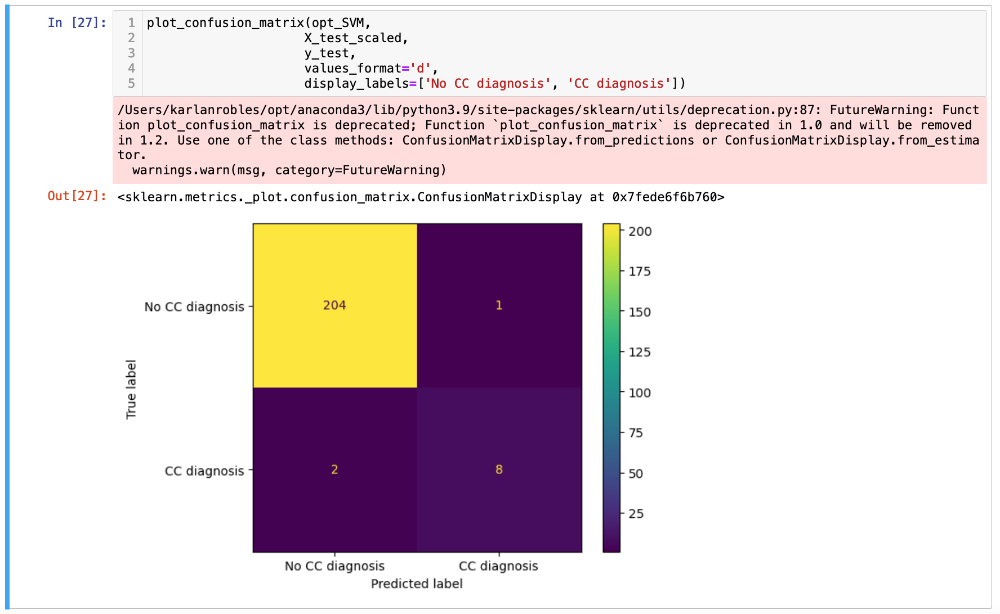 In [27]:
1 plot_confusion_matrix(opt_SVM,
2 X_test_scaled,
3 y_test,
4 values_format='d',
5 display_labels=['No CC diagnosis', 'CC diagnosis'])
/Users/karlanrobles/opt/anaconda3/lib/python3.9/site-packages/sklearn/utils/deprecation.py:87: FutureWarning: Funct
ion plot_confusion_matrix is deprecated; Function `plot_confusion_matrix` is deprecated in 1.0 and will be removed
in 1.2. Use one of the class methods: ConfusionMatrixDisplay.from_predictions or ConfusionMatrixDisplay.from_estima
tor.
warnings.warn(msg, category=FutureWarning)
Out[27]: <sklearn.metrics._plot.confusion_matrix.ConfusionMatrixDisplay at 0x7fede6f6b760>
True label
No CC diagnosis
204
1
CC diagnosis
2
8
No CC diagnosis
CC diagnosis
Predicted label
200
175
150
125
100
75
50
25